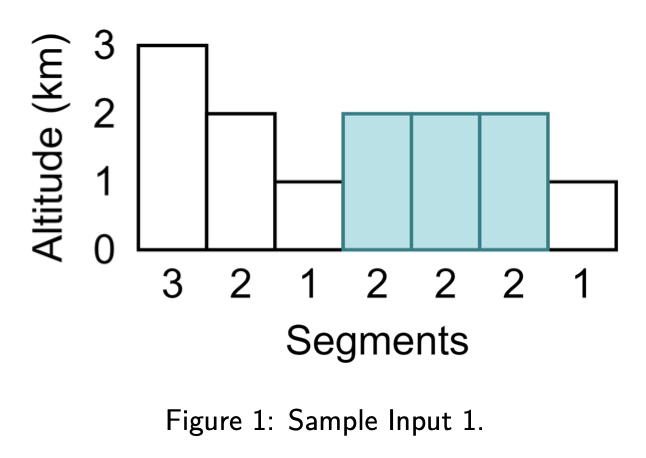 Altitude (km)
3
2
1
0
3 2 1 2 2 2 1
Segments
Figure 1: Sample Input 1.